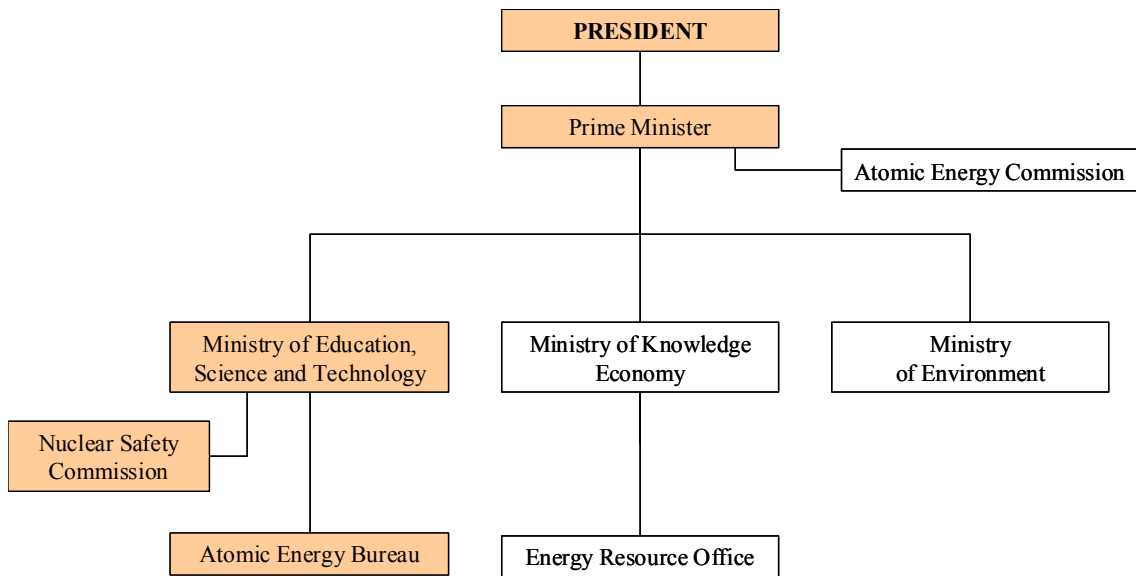 PRESIDENT
Prime Minister
Atomic Energy Commission
Ministry of Education,
Science and Technology
Ministry of Knowledge
Economy
Ministry
of Environment
Nuclear Safety
Commission
Atomic Energy Bureau
Energy Resource Office